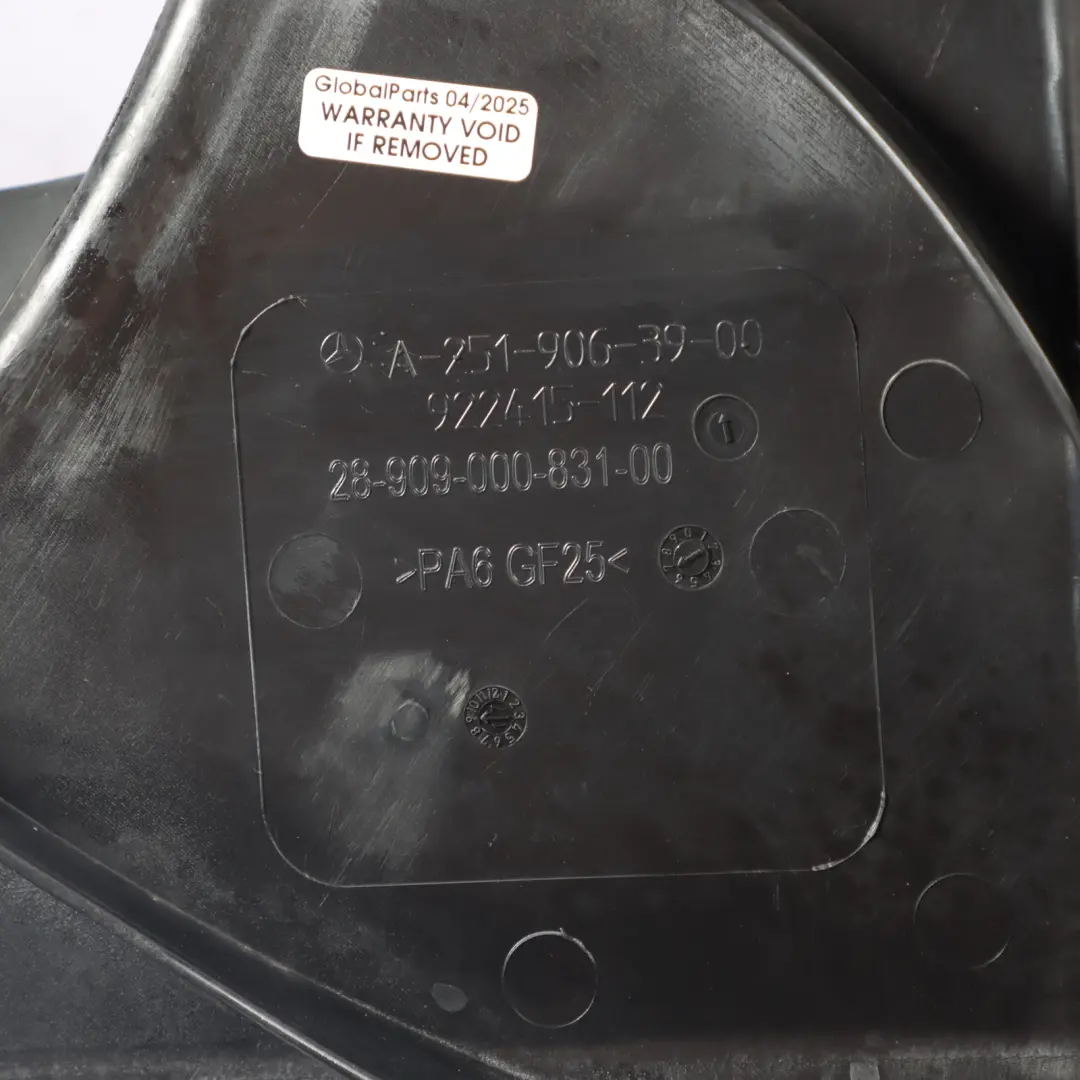 GlobalParts 04/2025
WARRANTY VOID
IF REMOVED
A-251-906-39-00
922415-112
1
28-909-000-831-00
>PA6 GF25<